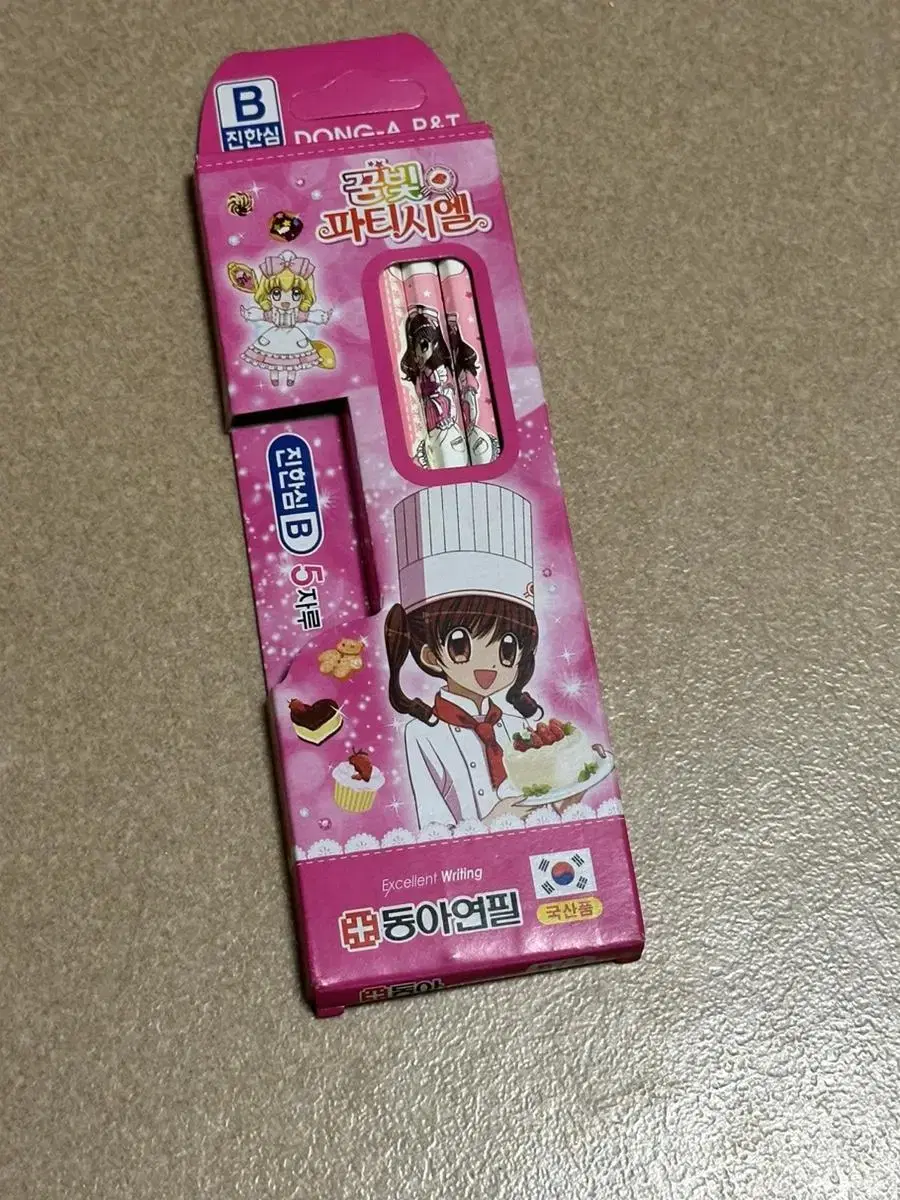 B
진한심
DONG-A P&T
꿈빛
파티시엘
진한심 B 5자루
Excellent Writing
동아연필
국산품